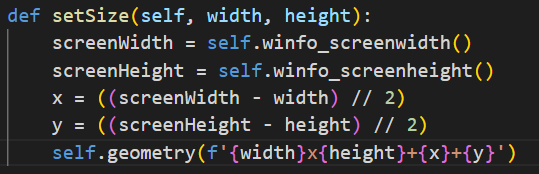 def setSize(self, width, height):
    screenWidth = self.winfo_screenwidth()
    screenHeight = self.winfo_screenheight()
    x = ((screenWidth - width) // 2)
    y = ((screenHeight - height) // 2)
    self.geometry(f'{width}x{height}+{x}+{y}')